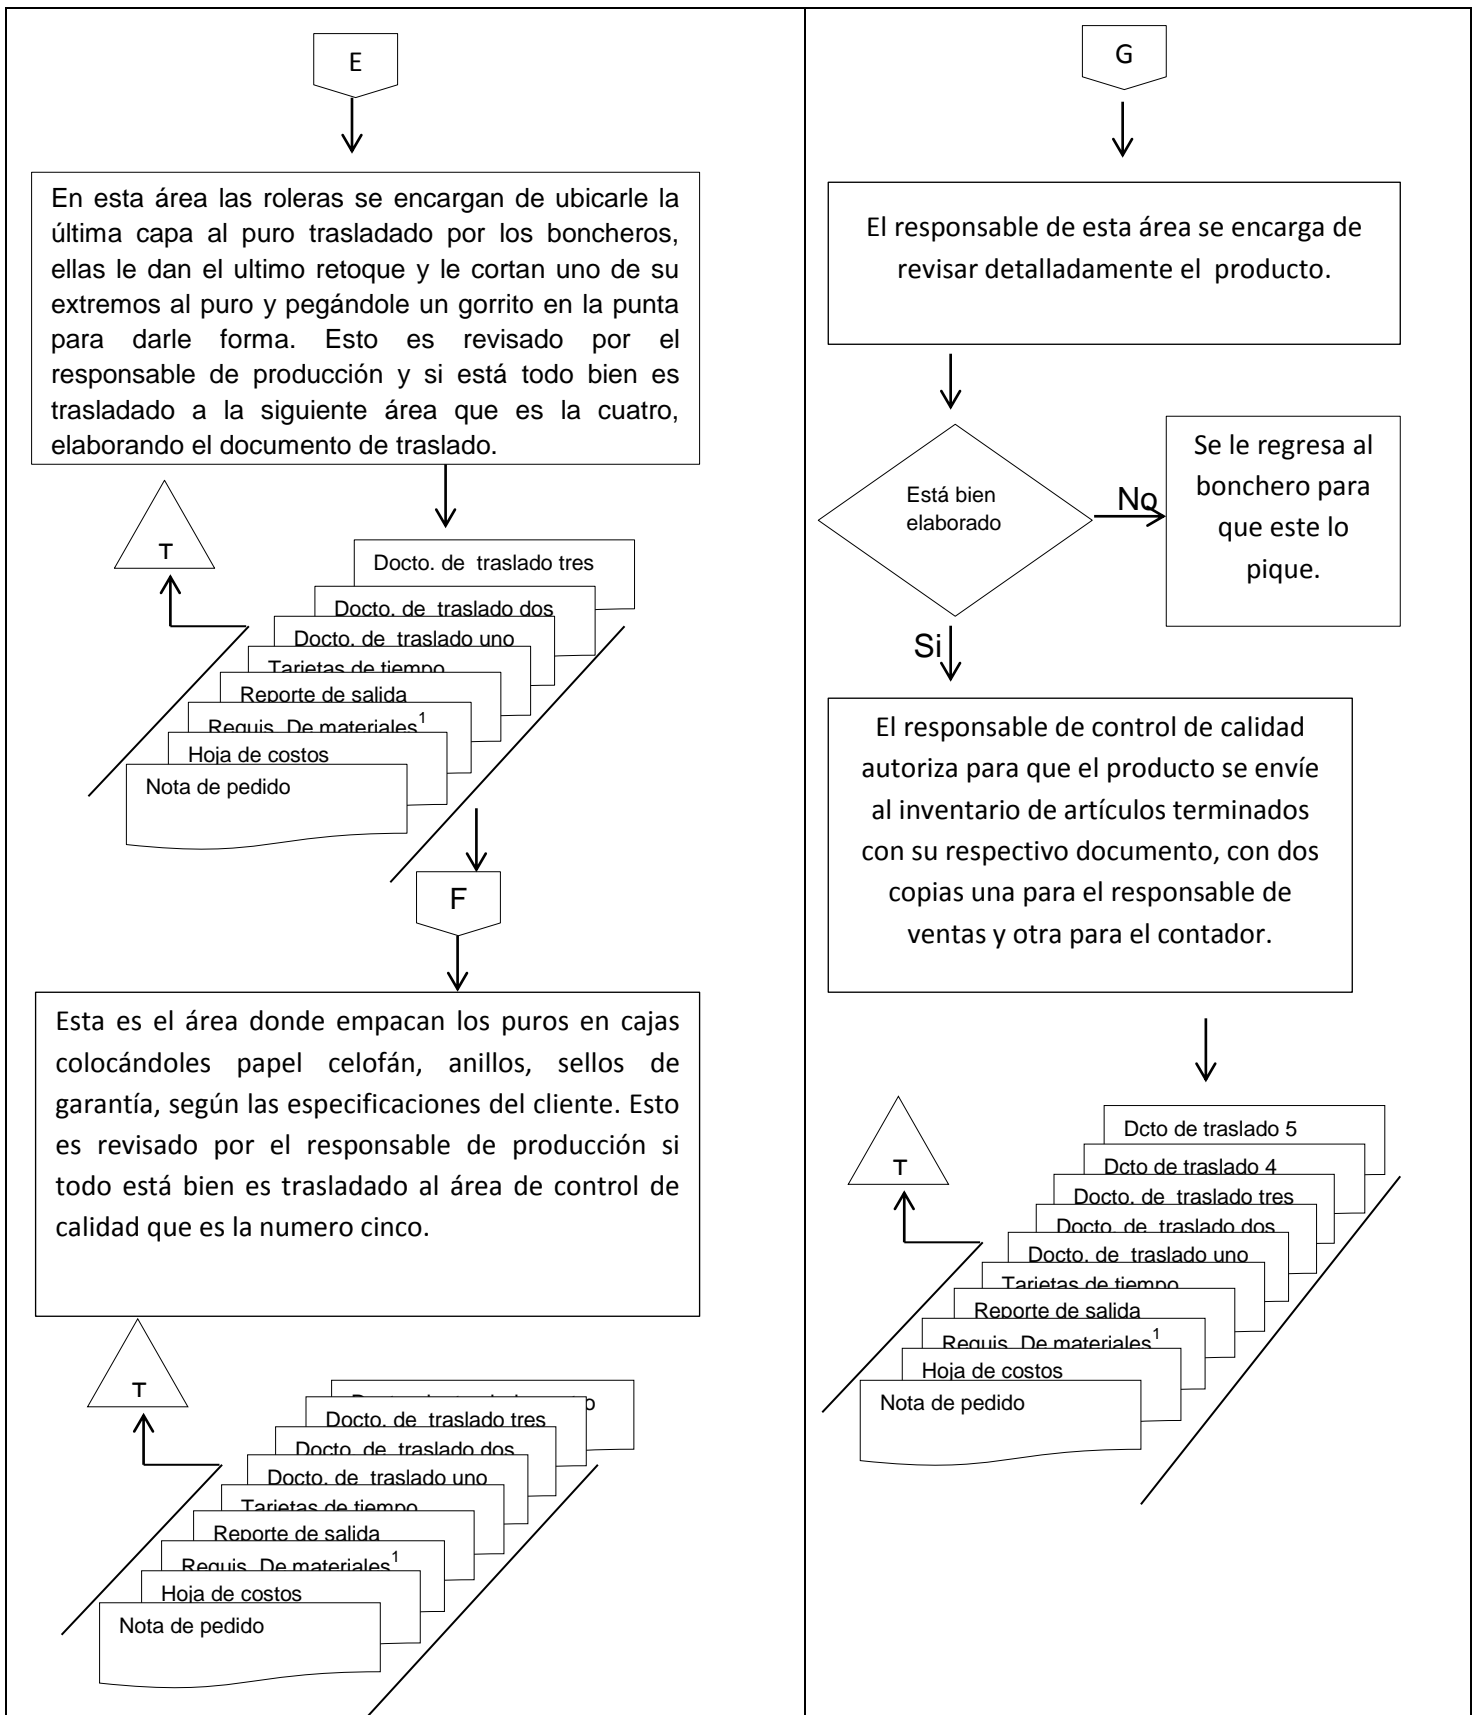 E
En esta área las roleras se encargan de ubicarle la
última capa al puro trasladado por los boncheros,
ellas le dan el ultimo retoque y le cortan uno de su
extremos al puro y pegándole un gorrito en la punta
para darle forma. Esto es revisado por el
responsable de producción y si está todo bien es
trasladado a la siguiente área que es la cuatro,
elaborando el documento de traslado.
T
Docto. de traslado tres
Docto. de traslado dos
Docto. de traslado uno
Tarjetas de tiempo
Reporte de salida
Requis. De materiales1
Hoja de costos
Nota de pedido
F
Esta es el área donde empacan los puros en cajas
colocándoles papel celofán, anillos, sellos de
garantía, según las especificaciones del cliente. Esto
es revisado por el responsable de producción si
todo está bien es trasladado al área de control de
calidad que es la numero cinco.
T
Docto. de traslado tres
Docto. de traslado dos
Docto. de traslado uno
Tarjetas de tiempo
Reporte de salida
Requis. De materiales1
Hoja de costos
Nota de pedido
G
El responsable de esta área se encarga de
revisar detalladamente el producto.
Está bien
elaborado
No
Se le regresa al
bonchero para
que este lo
pique.
Si
El responsable de control de calidad
autoriza para que el producto se envíe
al inventario de artículos terminados
con su respectivo documento, con dos
copias una para el responsable de
ventas y otra para el contador.
T
Dcto de traslado 5
Dcto de traslado 4
Docto. de traslado tres
Docto. de traslado dos
Docto. de traslado uno
Tarjetas de tiempo
Reporte de salida
Requis. De materiales1
Hoja de costos
Nota de pedido